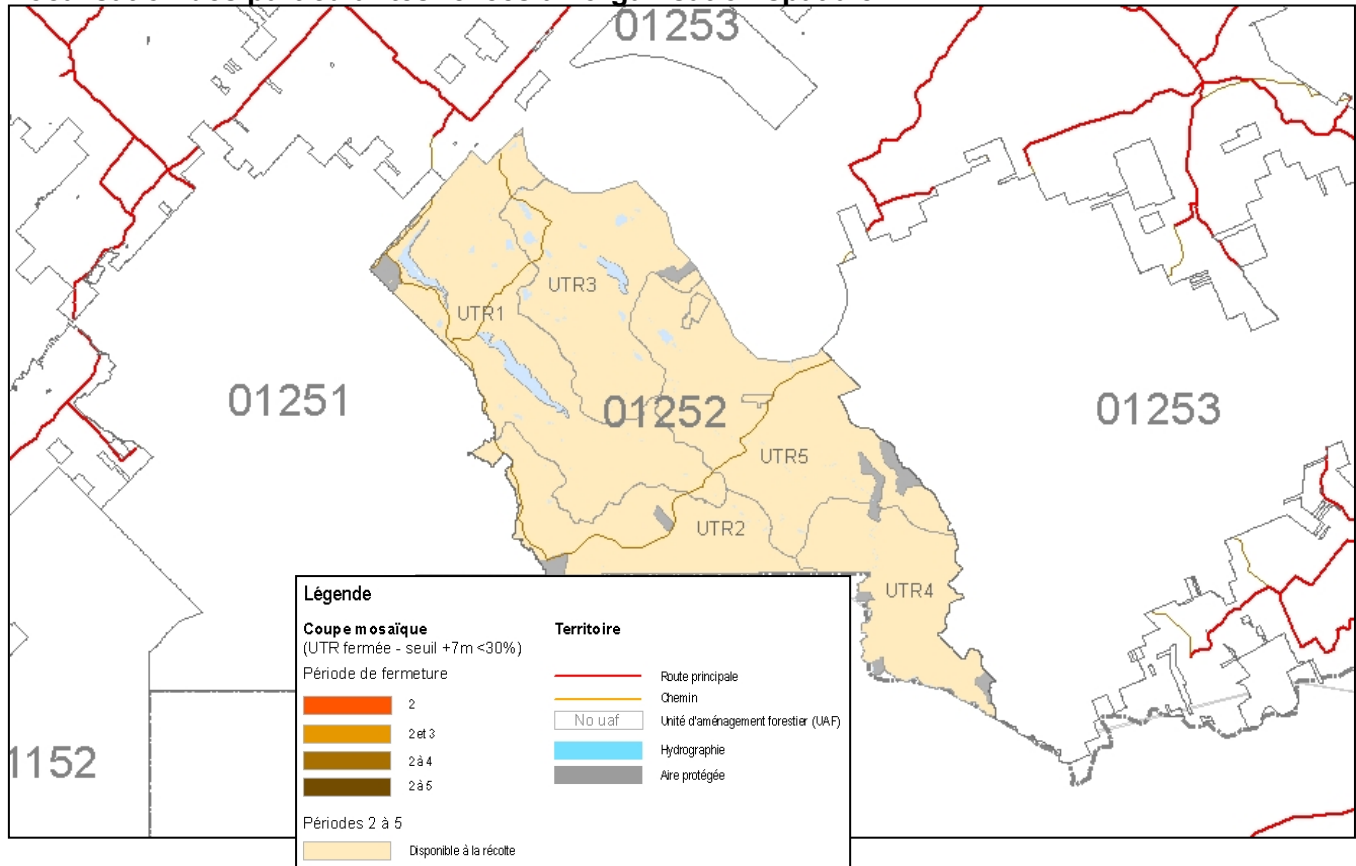 01253
UTR3
UTR1
01251
01252
01253
UTR5
UTR2
UTR4
1152
Légende
Coupe mosaïque
(UTR fermée - seuil +7m <30%)
Période de fermeture
2
2 et 3
2 à 4
2 à 5
Périodes 2 à 5
Disponible à la récolte
Territoire
Route principale
Chemin
No uaf Unité d'aménagement forestier (UAF)
Hydrographie
Aire protégée